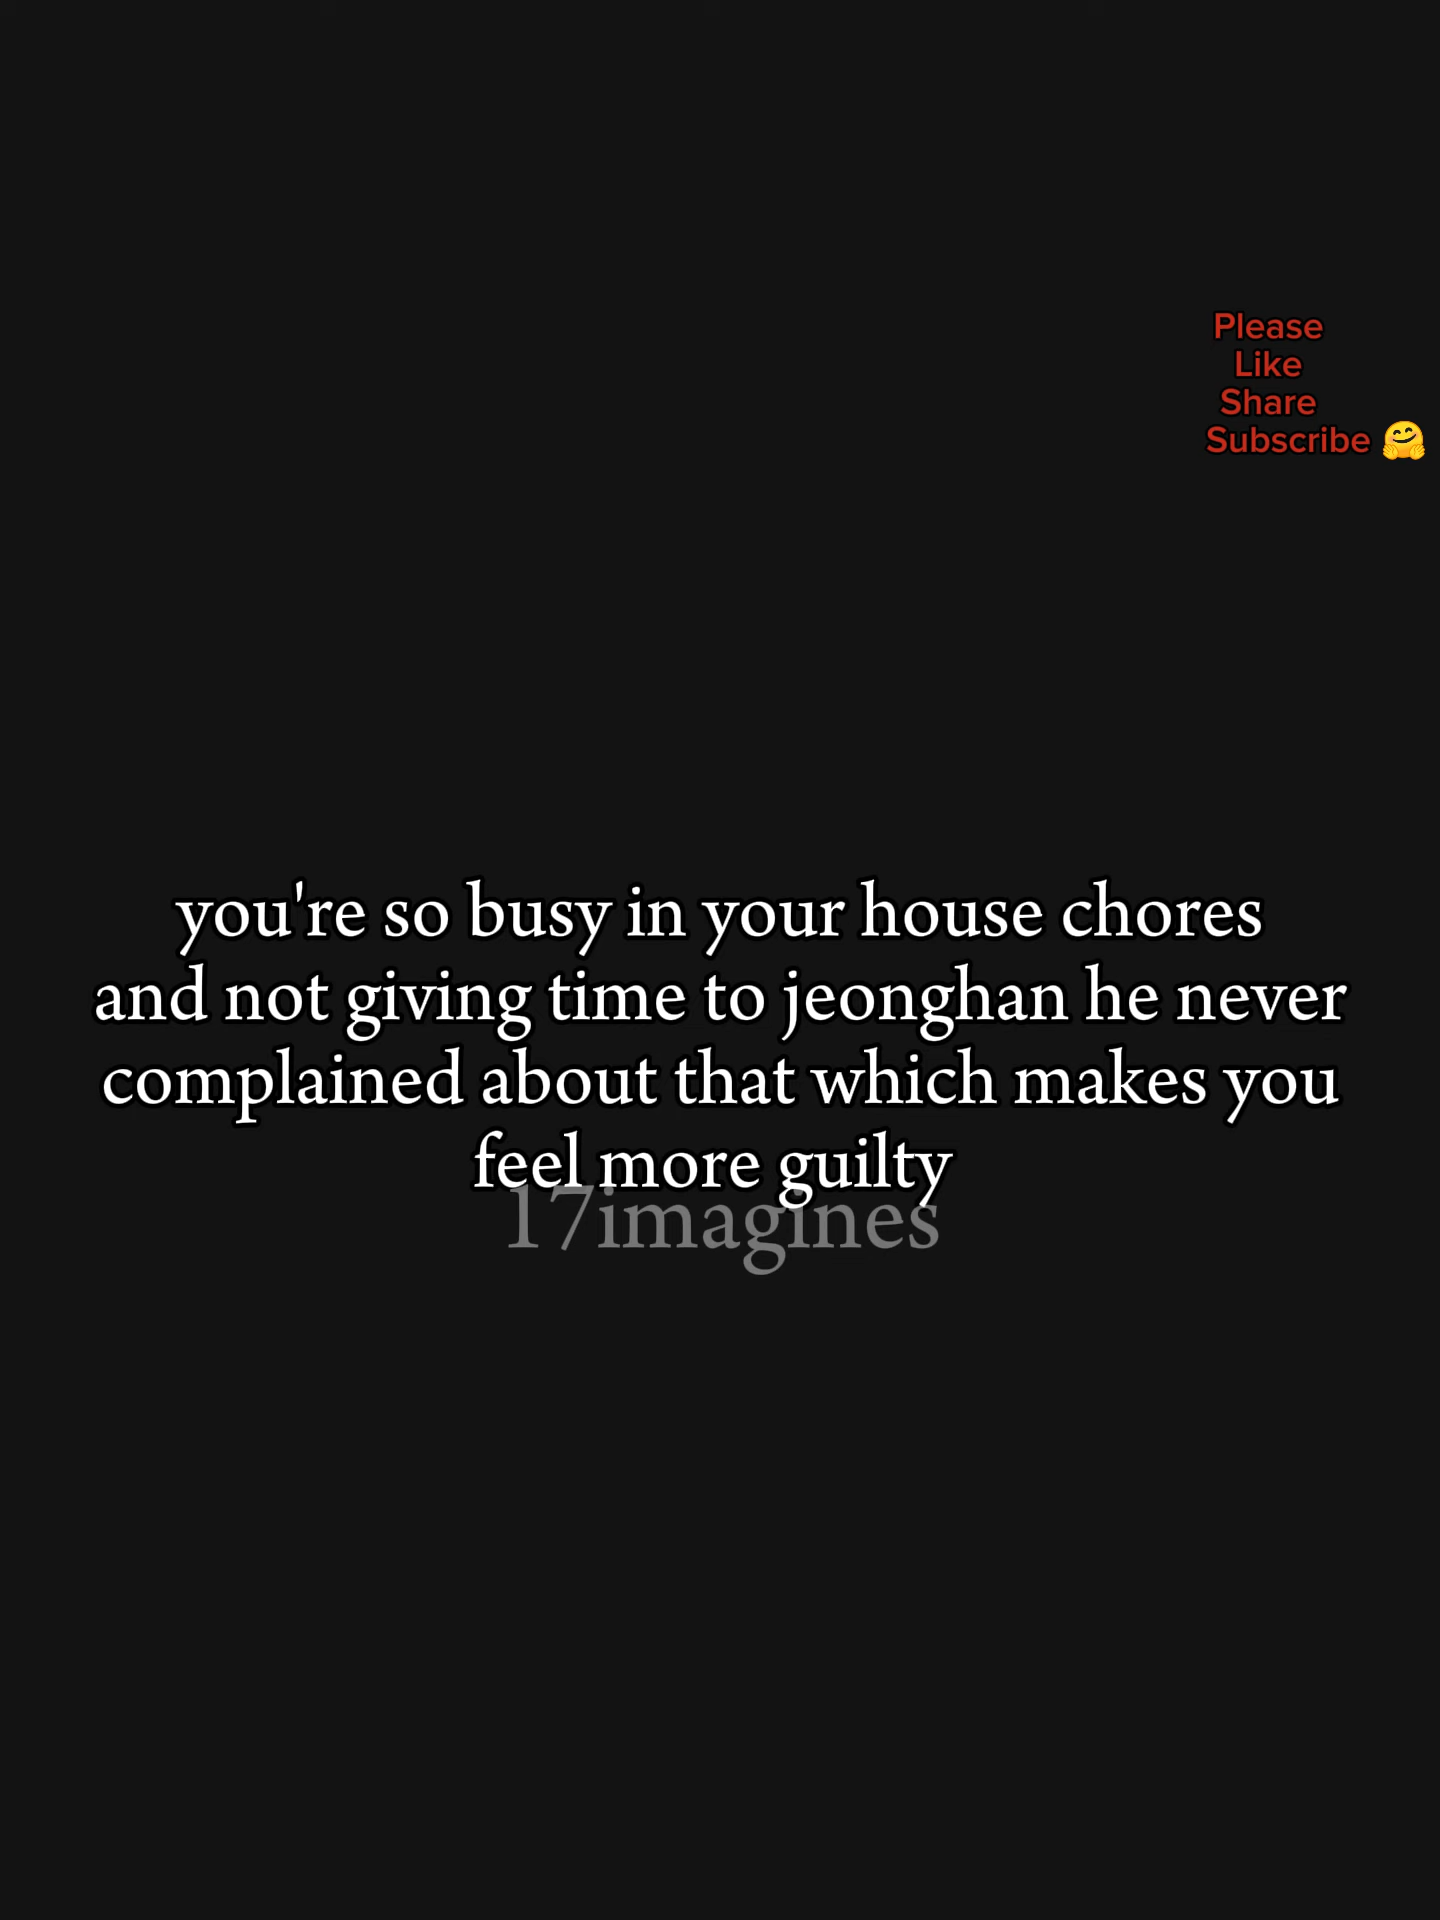 Please
Like
Share
Subscribe 🤗
you're so busy in your house chores
and not giving time to jeonghan he never
complained about that which makes you
feel more guilty
17imagines